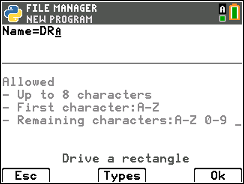 FILE MANAGER
NEW PROGRAM
A
Name=DRA
Allowed
- Up to 8 characters
- First character:A-Z
- Remaining characters:A-Z 0-9 _
Drive a rectangle
Esc
Types
Ok